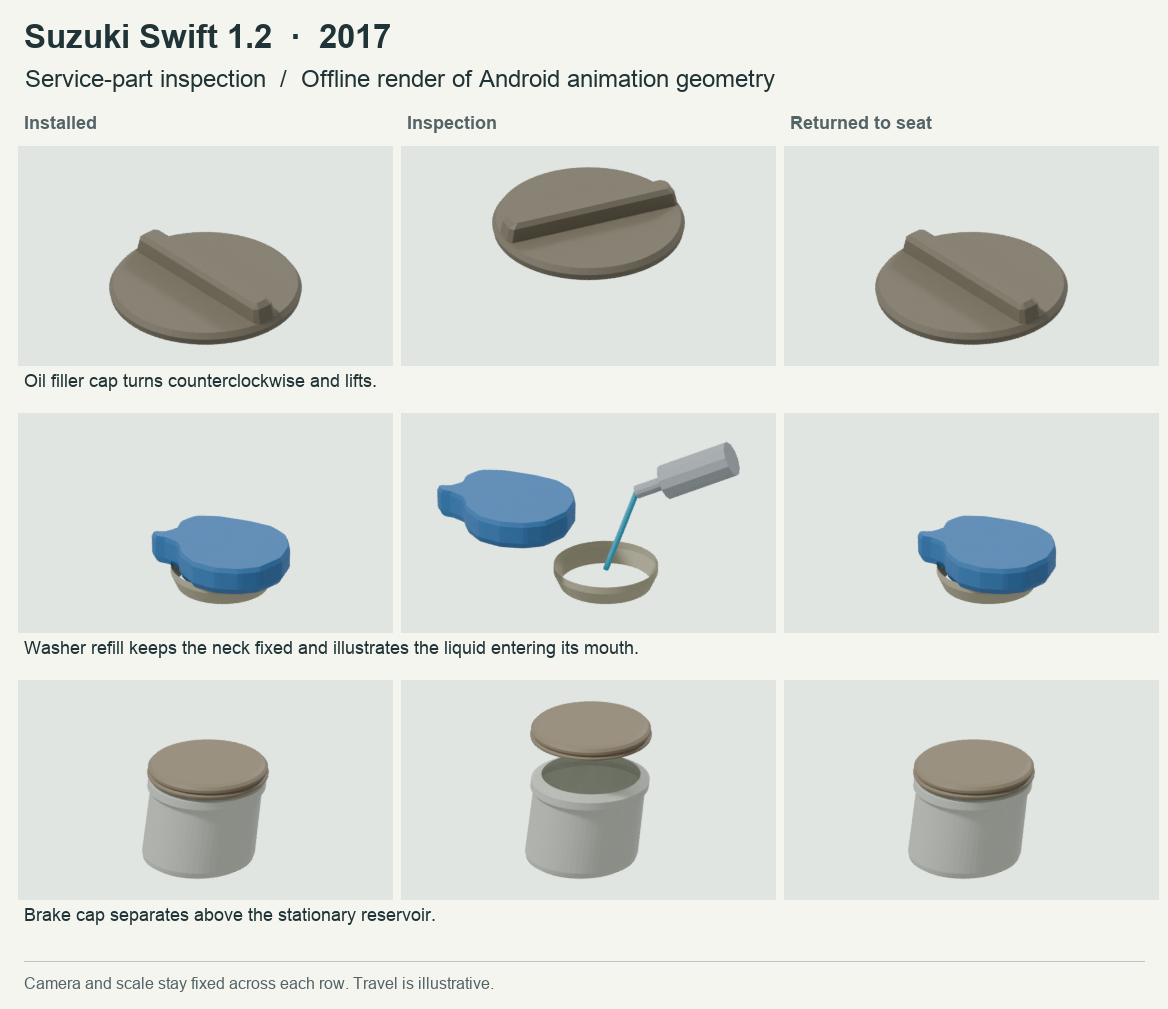 Suzuki Swift 1.2 · 2017
Service-part inspection / Offline render of Android animation geometry
Installed
Inspection
Returned to seat
Oil filler cap turns counterclockwise and lifts.
Washer refill keeps the neck fixed and illustrates the liquid entering its mouth.
Brake cap separates above the stationary reservoir.
Camera and scale stay fixed across each row. Travel is illustrative.